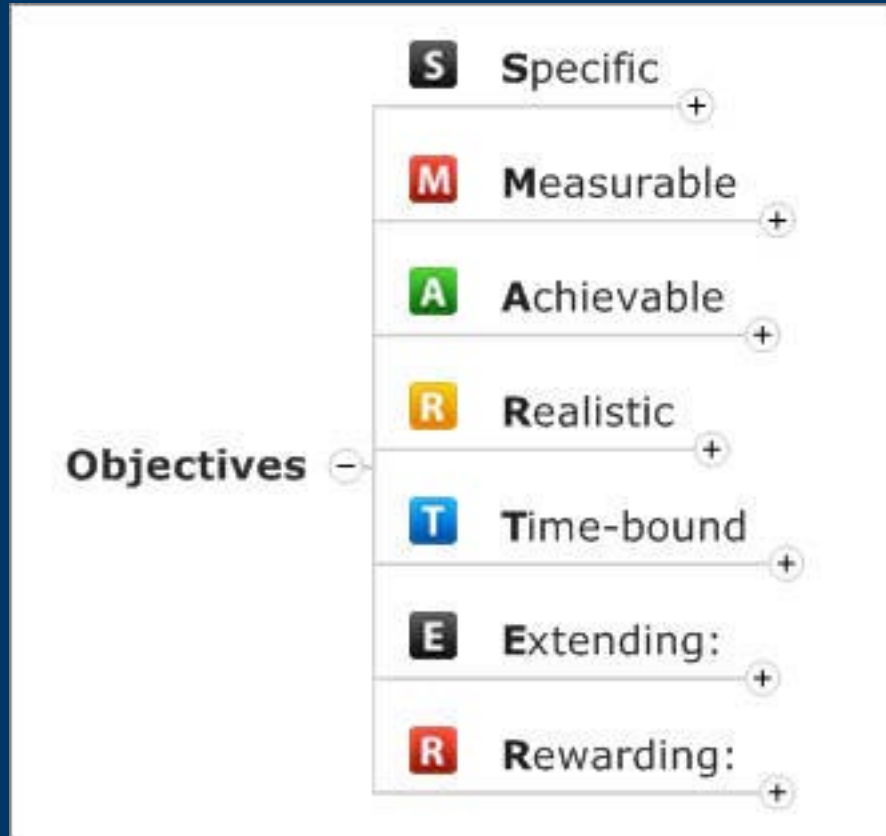 S Specific
M Measurable
A Achievable
R Realistic
Objectives
T Time-bound
E Extending:
R Rewarding: